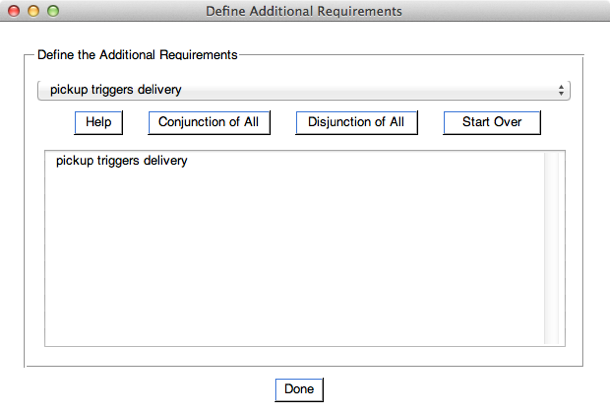 Define Additional Requirements
Define the Additional Requirements
pickup triggers delivery
Help Conjunction of All Disjunction of All Start Over
pickup triggers delivery
Done